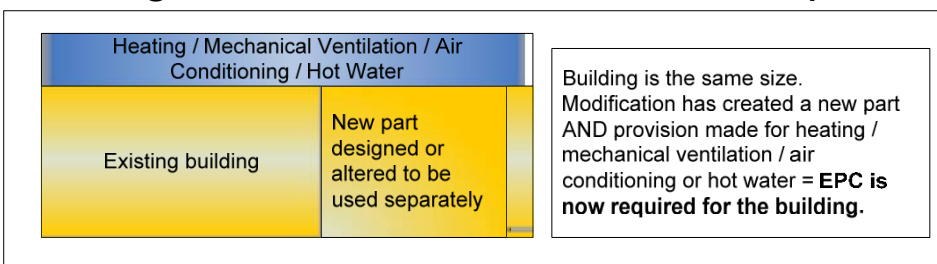 Heating / Mechanical Ventilation / Air
Conditioning / Hot Water
Existing building
New part
designed or
altered to be
used separately
Building is the same size.
Modification has created a new part
AND provision made for heating /
mechanical ventilation / air
conditioning or hot water = EPC is
now required for the building.